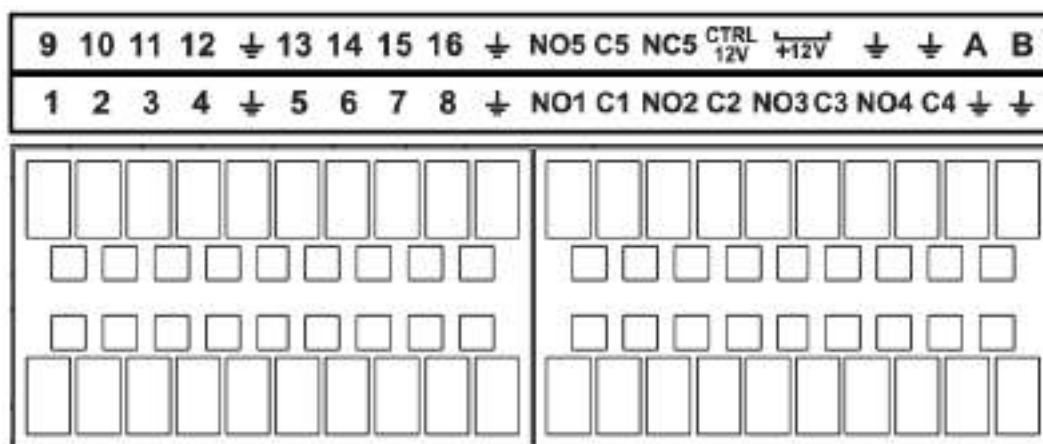 9 10 11 12 ⏚ 13 14 15 16 ⏚ NO5 C5 NC5 CTRL 12V +12V ⏚ ⏚ A B
1 2 3 4 ⏚ 5 6 7 8 ⏚ NO1 C1 NO2 C2 NO3 C3 NO4 C4 ⏚ ⏚